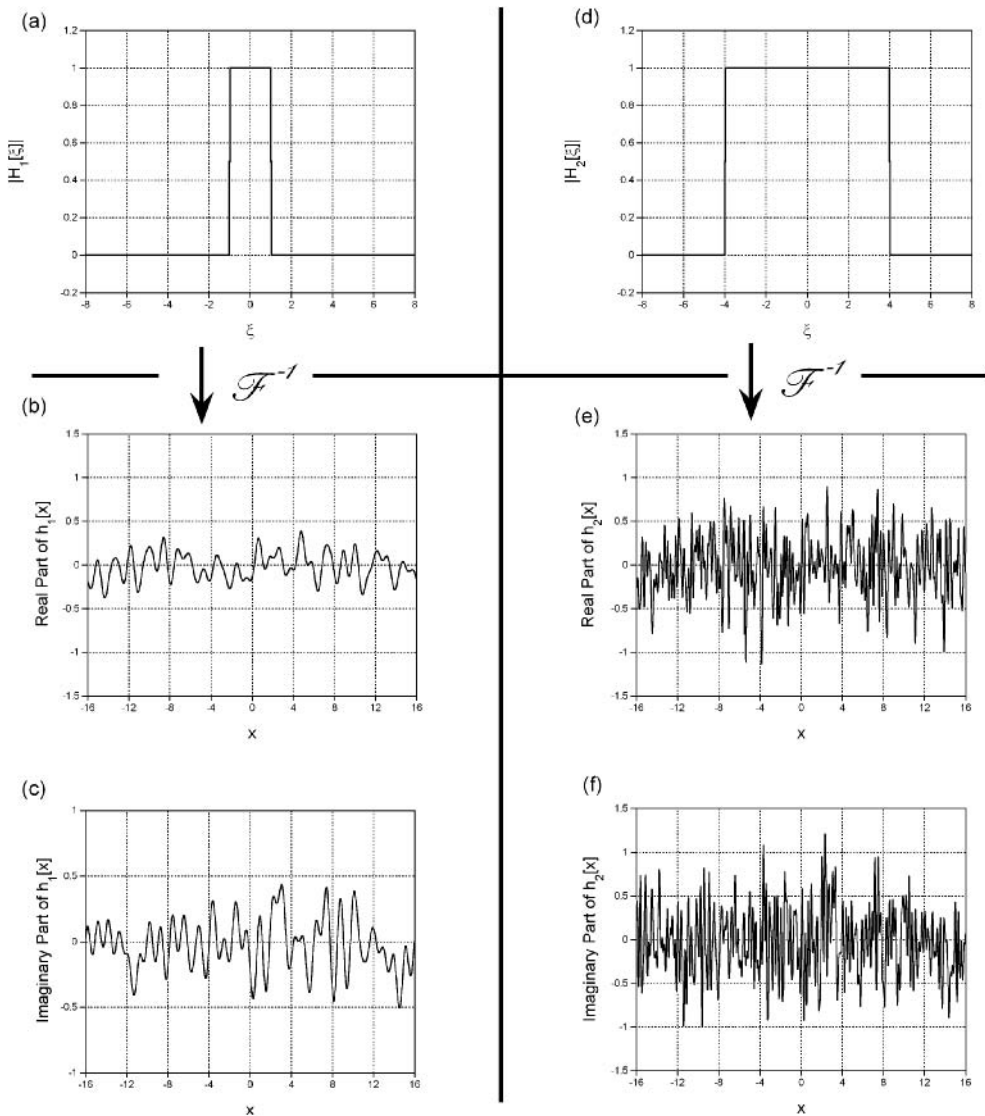 (a)
1.2
1
0.8
0.6
0.4
0.2
0
-0.2
-8 -6 -4 -2 0 2 4 6 8
|H1[ξ]|
ξ
(d)
1.2
1
0.8
0.6
0.4
0.2
0
-0.2
-8 -6 -4 -2 0 2 4 6 8
|H2[ξ]|
ξ
ℱ-1
ℱ-1
(b)
1.5
1
0.5
0
-0.5
-1
-1.5
-16 -12 -8 -4 0 4 8 12 16
Real Part of h1[x]
x
(e)
1.5
1
0.5
0
-0.5
-1
-1.5
-16 -12 -8 -4 0 4 8 12 16
Real Part of h2[x]
x
(c)
1
0.5
0
-0.5
-1
-16 -12 -8 -4 0 4 8 12 16
Imaginary Part of h1[x]
x
(f)
1.5
1
0.5
0
-0.5
-1
-1.5
-16 -12 -8 -4 0 4 8 12 16
Imaginary Part of h2[x]
x